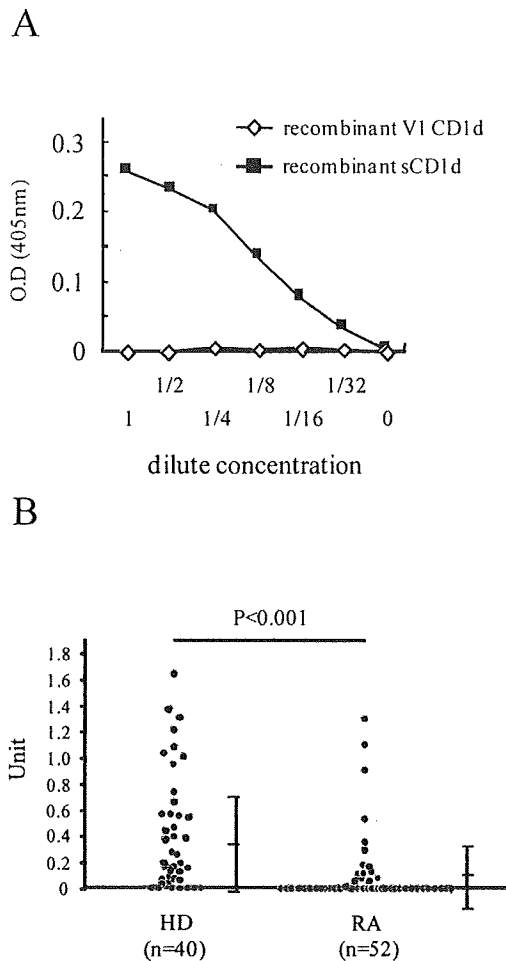 A
recombinant V1 CD1d
recombinant sCD1d
0.3
0.2
0.1
0
O.D (405nm)
1/2 1/8 1/32
1 1/4 1/16 0
dilute concentration
B
P<0.001
1.8
1.6
1.4
1.2
1.0
0.8
0.6
0.4
0.2
0
Unit
HD RA
(n=40) (n=52)